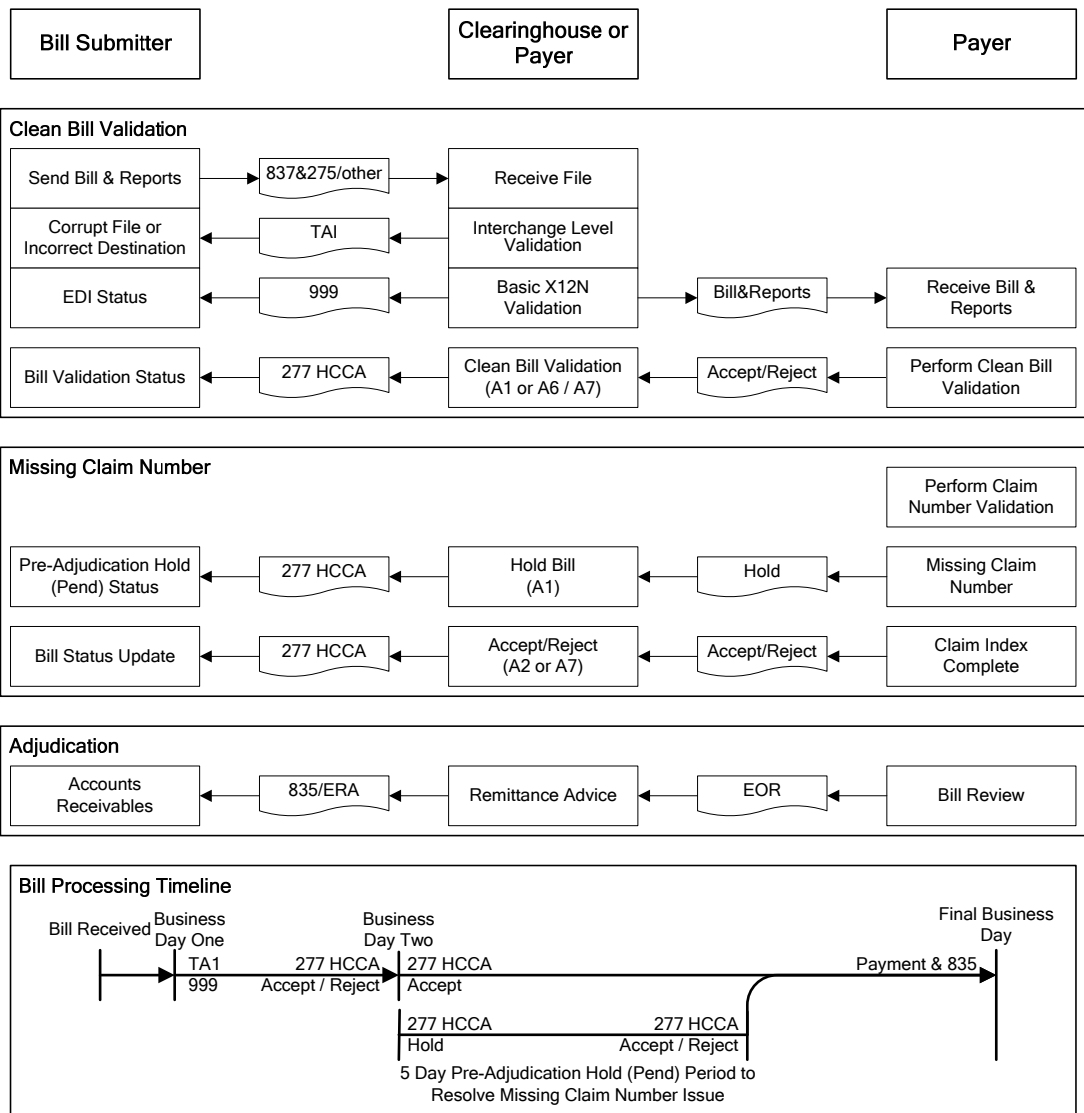 Bill Submitter
Clearinghouse or
Payer
Payer
Clean Bill Validation
Send Bill & Reports
837&275/other
Receive File
Corrupt File or
Incorrect Destination
TAI
Interchange Level
Validation
EDI Status
999
Basic X12N
Validation
Bill&Reports
Receive Bill &
Reports
Bill Validation Status
277 HCCA
Clean Bill Validation
(A1 or A6 / A7)
Accept/Reject
Perform Clean Bill
Validation
Missing Claim Number
Perform Claim
Number Validation
Pre-Adjudication Hold
(Pend) Status
277 HCCA
Hold Bill
(A1)
Hold
Missing Claim
Number
Bill Status Update
277 HCCA
Accept/Reject
(A2 or A7)
Accept/Reject
Claim Index
Complete
Adjudication
Accounts
Receivables
835/ERA
Remittance Advice
EOR
Bill Review
Bill Processing Timeline
Bill Received
Business
Day One
Business
Day Two
Final Business
Day
TA1
999
277 HCCA
Accept / Reject
277 HCCA
Accept
Payment & 835
277 HCCA
Hold
277 HCCA
Accept / Reject
5 Day Pre-Adjudication Hold (Pend) Period to
Resolve Missing Claim Number Issue